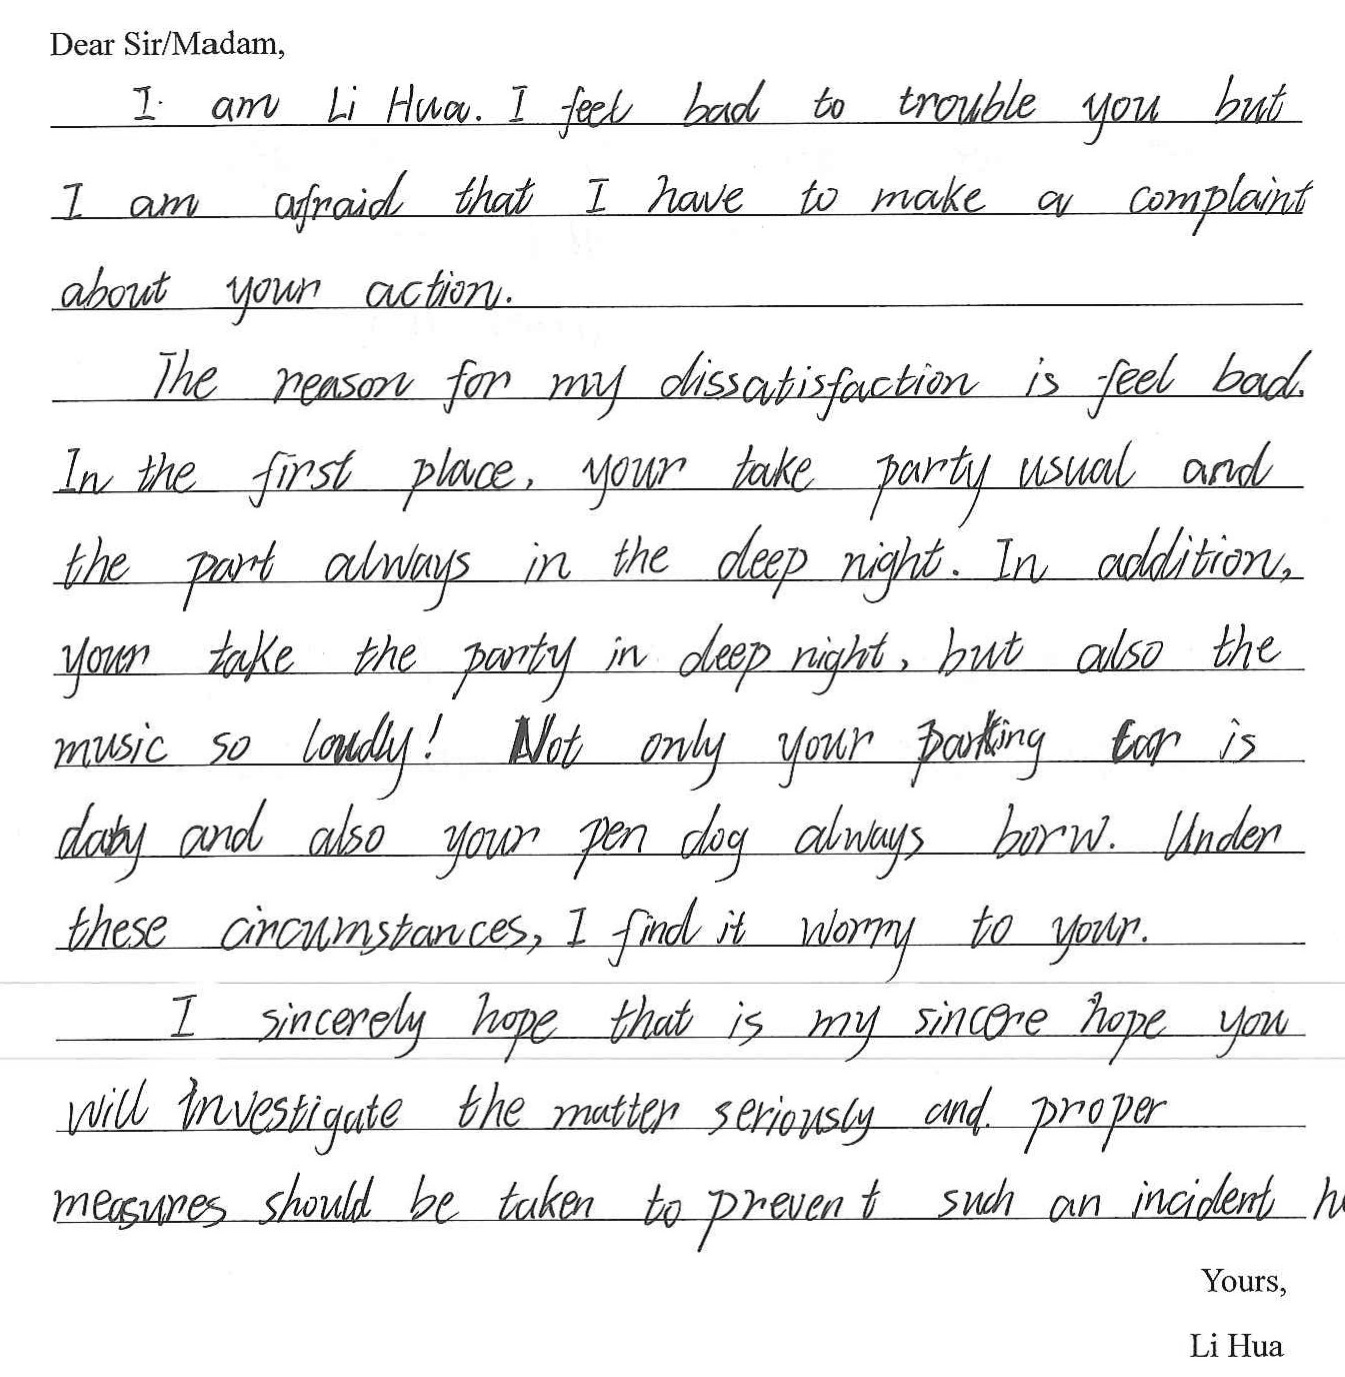 Dear Sir/Madam,
I am Li Hua. I feel bad to trouble you but
I am afraid that I have to make a complaint
about your action.
The reason for my dissatisfaction is feel bad.
In the first place, your take party usual and
the part always in the deep night. In addition,
your take the party in deep night, but also the
music so loudly! Not only your parking car is
and also your pen dog always borw. Under
these circumstances, I find it worry to your.
I sincerely hope that is my sincere hope you
will investigate the matter seriously and proper
measures should be taken to prevent such an incident
Yours,
Li Hua